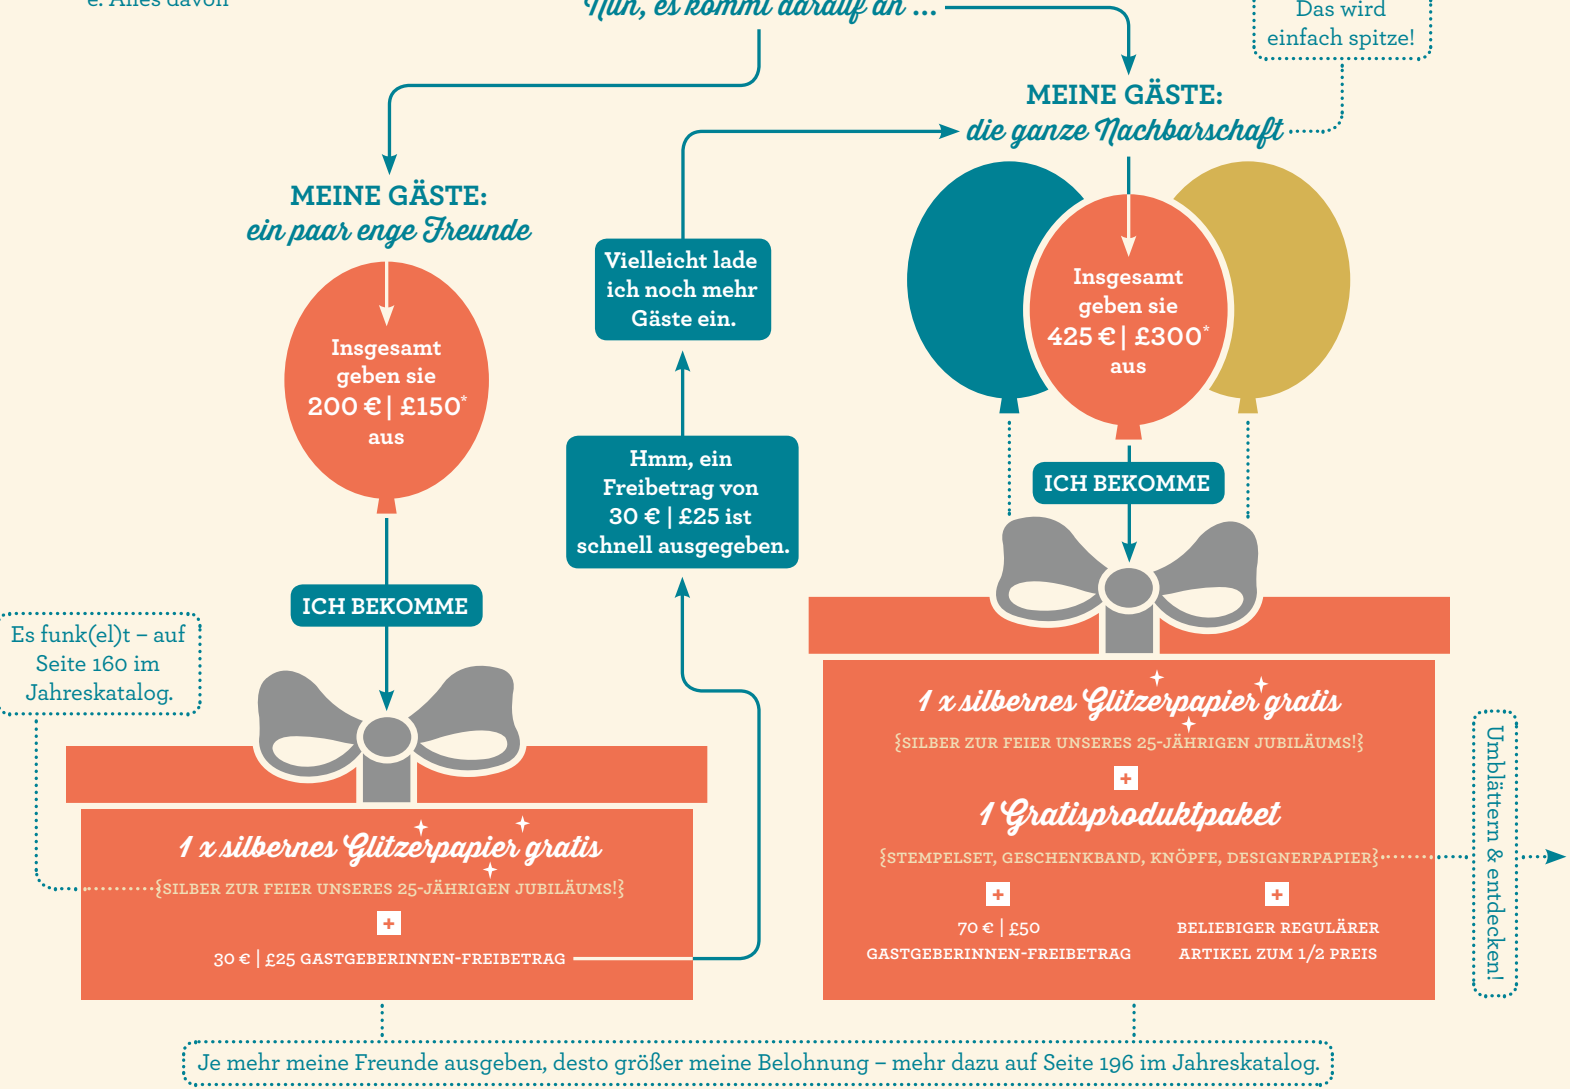 e. Alles davon
Nun, es kommt darauf an ...
Das wird
einfach spitze!
MEINE GÄSTE:
die ganze Nachbarschaft
MEINE GÄSTE:
ein paar enge Freunde
Vielleicht lade
ich noch mehr
Gäste ein.
Insgesamt
geben sie
425 € | £300*
aus
Insgesamt
geben sie
200 € | £150*
aus
Hmm, ein
Freibetrag von
30 € | £25 ist
schnell ausgegeben.
ICH BEKOMME
ICH BEKOMME
Es funk(el)t – auf
Seite 160 im
Jahreskatalog.
1 x silbernes Glitzerpapier gratis
{SILBER ZUR FEIER UNSERES 25-JÄHRIGEN JUBILÄUMS!}
+
30 € | £25 GASTGEBERINNEN-FREIBETRAG
1 x silbernes Glitzerpapier gratis
{SILBER ZUR FEIER UNSERES 25-JÄHRIGEN JUBILÄUMS!}
+
1 Gratisproduktpaket
{STEMPELSET, GESCHENKBAND, KNÖPFE, DESIGNERPAPIER}
+
70 € | £50
GASTGEBERINNEN-FREIBETRAG
+
BELIEBIGER REGULÄRER
ARTIKEL ZUM 1/2 PREIS
Umblättern & entdecken!
Je mehr meine Freunde ausgeben, desto größer meine Belohnung – mehr dazu auf Seite 196 im Jahreskatalog.